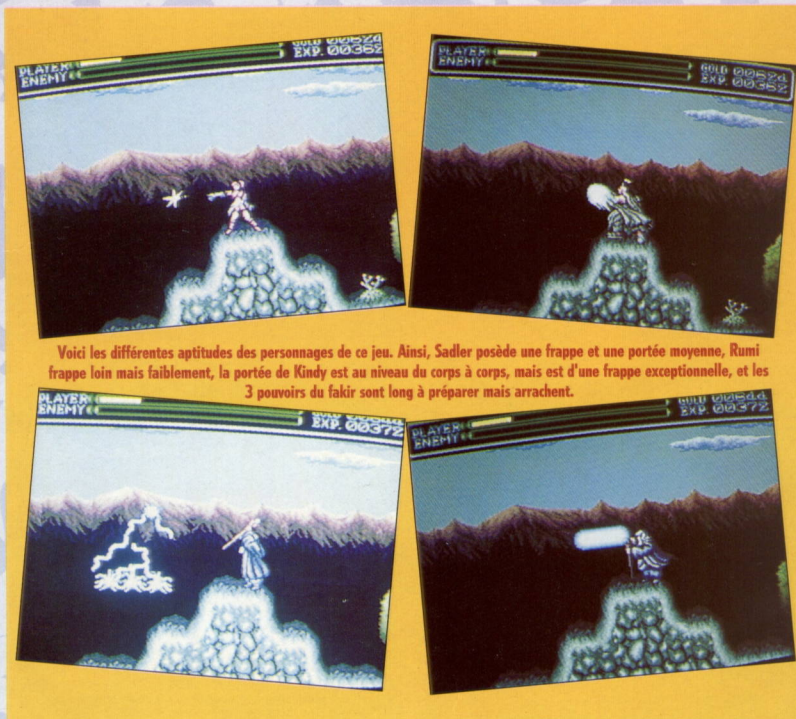 GOLD 00624
PLAYER EXP. 00362
ENEMY
PLAYER GOLD 00624
ENEMY EXP. 00362
Voici les différentes aptitudes des personnages de ce jeu. Ainsi, Sadler posède une frappe et une portée moyenne, Rumi
frappe loin mais faiblement, la portée de Kindy est au niveau du corps à corps, mais est d'une frappe exceptionnelle, et les
3 pouvoirs du fakir sont long à préparer mais arrachent.
PLAYER GOLD
ENEMY EXP. 00372
PLAYER GOLD 00644
ENEMY EXP. 00372